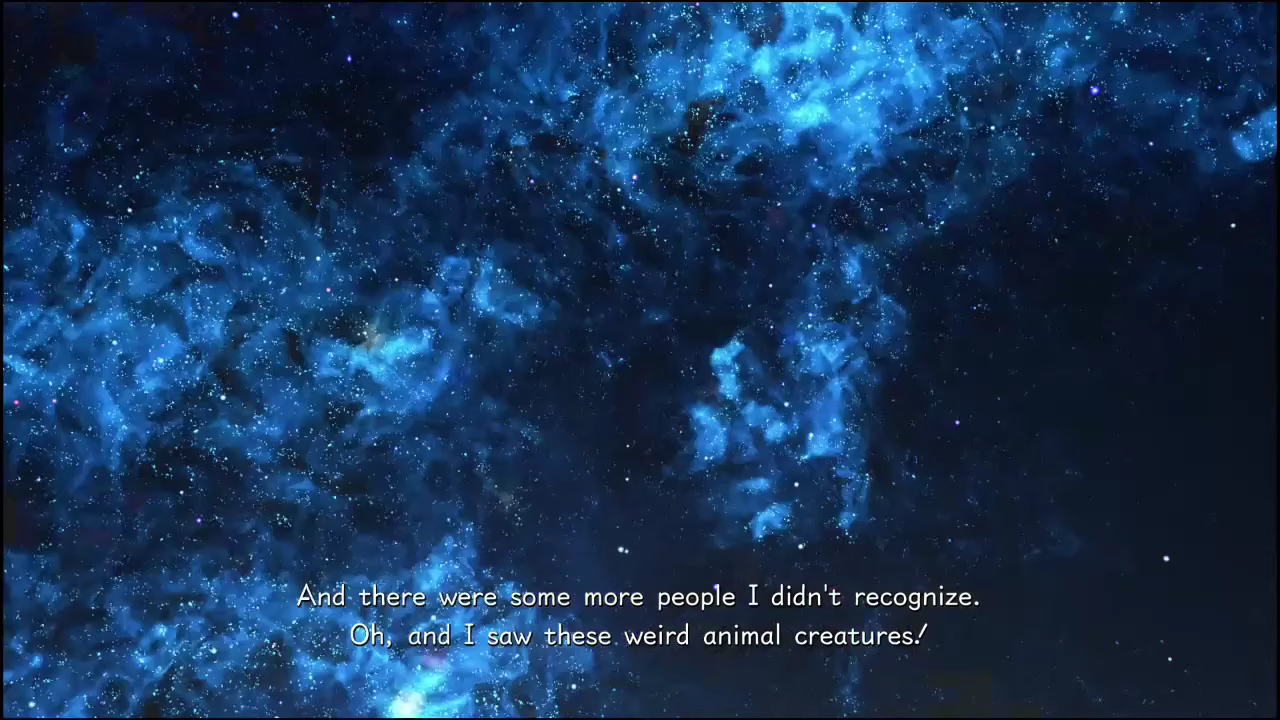 And there were some more people I didn't recognize.
Oh, and I saw these weird animal creatures!